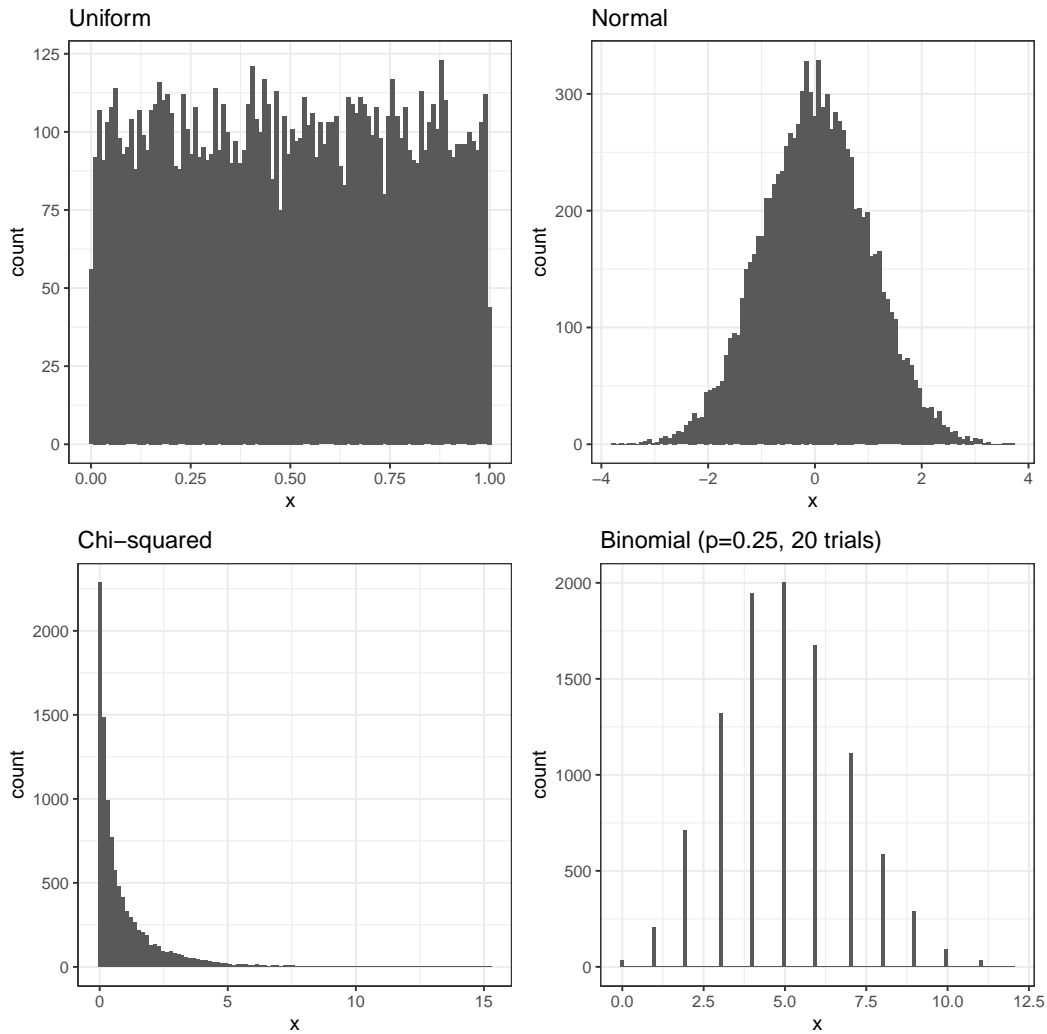 Uniform
125
100
75
50
25
0
count
0.00 0.25 0.50 0.75 1.00
x
Normal
300
200
100
0
count
−4 −2 0 2 4
x
Chi−squared
2000
1500
1000
500
0
count
0 5 10 15
x
Binomial (p=0.25, 20 trials)
2000
1500
1000
500
0
count
0.0 2.5 5.0 7.5 10.0 12.5
x